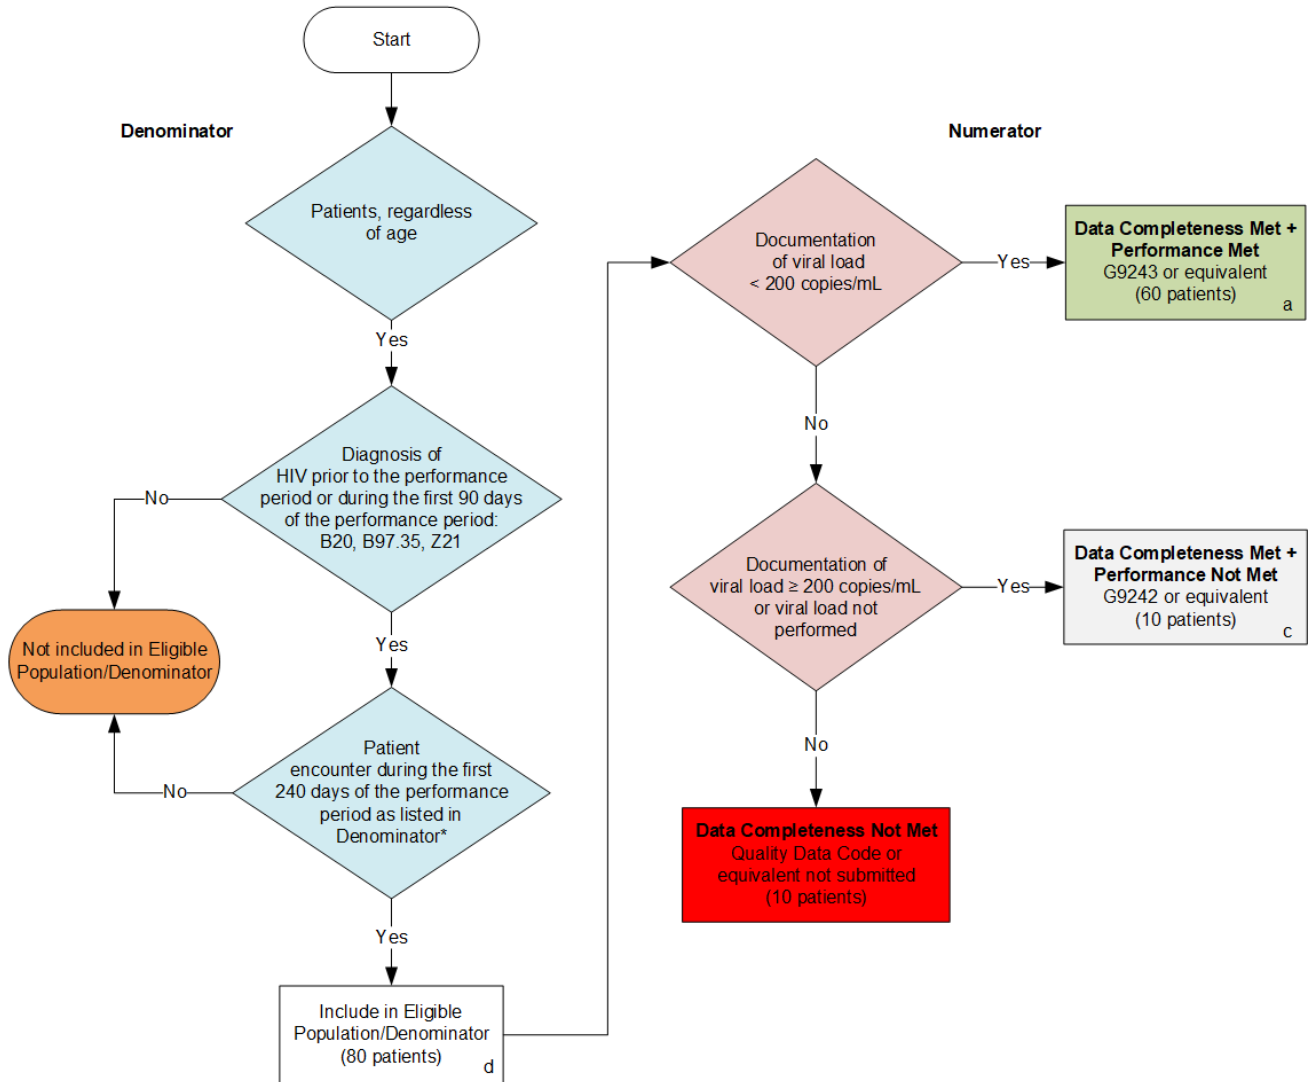 Start
Denominator
Patients, regardless
of age
Yes
Diagnosis of
HIV prior to the performance
period or during the first 90 days
of the performance period:
B20, B97.35, Z21
No
Not included in Eligible
Population/Denominator
Yes
Patient
encounter during the first
240 days of the performance
period as listed in
Denominator*
No
Yes
Include in Eligible
Population/Denominator
(80 patients)
d
Numerator
Documentation
of viral load
< 200 copies/mL
Yes
Data Completeness Met +
Performance Met
G9243 or equivalent
(60 patients)
a
No
Documentation of
viral load ≥ 200 copies/mL
or viral load not
performed
Yes
Data Completeness Met +
Performance Not Met
G9242 or equivalent
(10 patients)
c
No
Data Completeness Not Met
Quality Data Code or
equivalent not submitted
(10 patients)